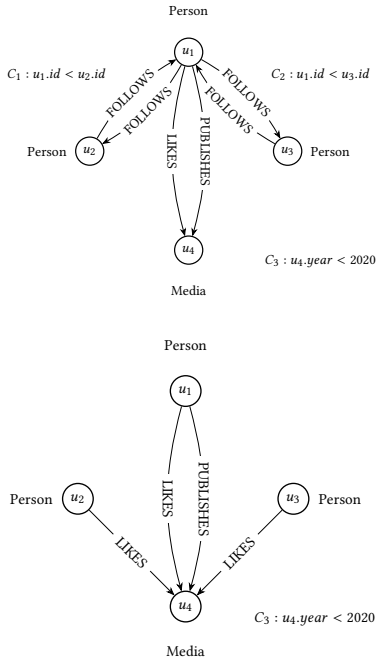 Person
u₁
C₁ : u₁.id < u₂.id
C₂ : u₁.id < u₃.id
FOLLOWS
FOLLOWS
FOLLOWS
FOLLOWS
Person
u₂
LIKES
PUBLISHES
u₃
Person
u₄
C₃ : u₄.year < 2020
Media
Person
u₁
Person
u₂
LIKES
PUBLISHES
u₃
Person
LIKES
LIKES
u₄
C₃ : u₄.year < 2020
Media